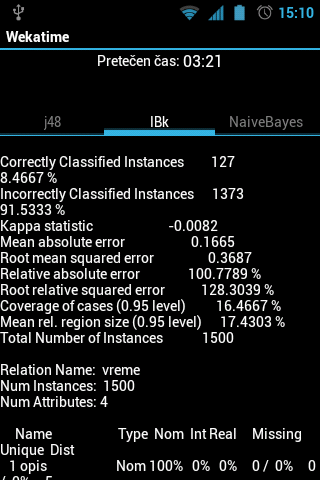 15:10
Wekatime
Pretečen čas: 03:21
j48 IBk NaiveBayes
Correctly Classified Instances 127
8.4667 %
Incorrectly Classified Instances 1373
91.5333 %
Kappa statistic -0.0082
Mean absolute error 0.1665
Root mean squared error 0.3687
Relative absolute error 100.7789 %
Root relative squared error 128.3039 %
Coverage of cases (0.95 level) 16.4667 %
Mean rel. region size (0.95 level) 17.4303 %
Total Number of Instances 1500
Relation Name: vreme
Num Instances: 1500
Num Attributes: 4
Name Type Nom Int Real Missing
Unique Dist
1 opis Nom 100% 0% 0% 0 / 0% 0